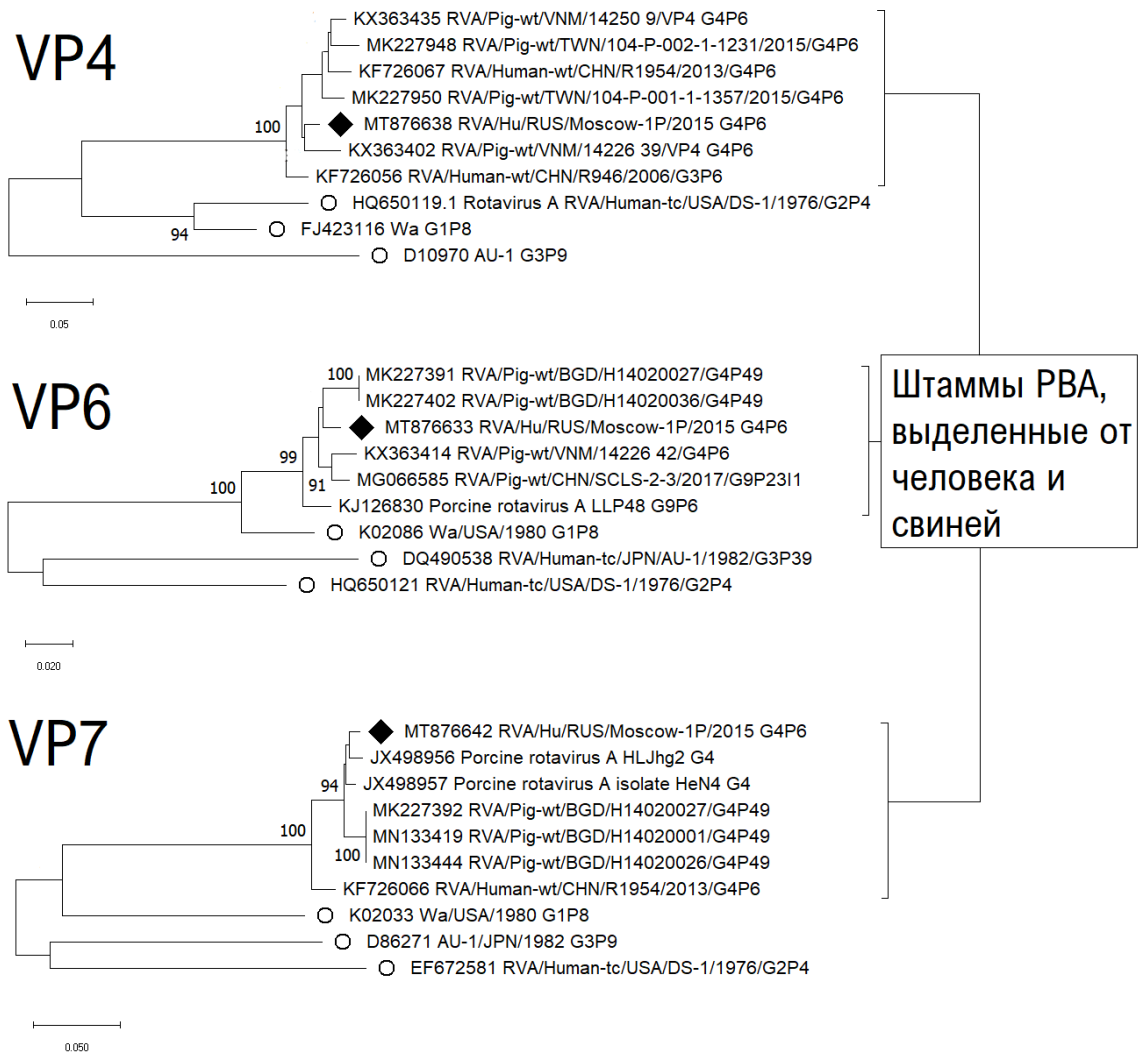 VP4
KX363435 RVA/Pig-wt/VNM/14250 9/VP4 G4P6
MK227948 RVA/Pig-wt/TWN/104-P-002-1-1231/2015/G4P6
KF726067 RVA/Human-wt/CHN/R1954/2013/G4P6
MK227950 RVA/Pig-wt/TWN/104-P-001-1-1357/2015/G4P6
100
MT876638 RVA/Hu/RUS/Moscow-1P/2015 G4P6
KX363402 RVA/Pig-wt/VNM/14226 39/VP4 G4P6
KF726056 RVA/Human-wt/CHN/R946/2006/G3P6
HQ650119.1 Rotavirus A RVA/Human-tc/USA/DS-1/1976/G2P4
94
FJ423116 Wa G1P8
D10970 AU-1 G3P9
0.05
VP6
100
MK227391 RVA/Pig-wt/BGD/H14020027/G4P49
MK227402 RVA/Pig-wt/BGD/H14020036/G4P49
MT876633 RVA/Hu/RUS/Moscow-1P/2015 G4P6
99
KX363414 RVA/Pig-wt/VNM/14226 42/G4P6
91
MG066585 RVA/Pig-wt/CHN/SCLS-2-3/2017/G9P23I1
100
KJ126830 Porcine rotavirus A LLP48 G9P6
K02086 Wa/USA/1980 G1P8
DQ490538 RVA/Human-tc/JPN/AU-1/1982/G3P39
HQ650121 RVA/Human-tc/USA/DS-1/1976/G2P4
0.020
Штаммы РВА,
выделенные от
человека и
свиней
VP7
MT876642 RVA/Hu/RUS/Moscow-1P/2015 G4P6
JX498956 Porcine rotavirus A HLJhg2 G4
94
JX498957 Porcine rotavirus A isolate HeN4 G4
MK227392 RVA/Pig-wt/BGD/H14020027/G4P49
100
MN133419 RVA/Pig-wt/BGD/H14020001/G4P49
100
MN133444 RVA/Pig-wt/BGD/H14020026/G4P49
KF726066 RVA/Human-wt/CHN/R1954/2013/G4P6
K02033 Wa/USA/1980 G1P8
D86271 AU-1/JPN/1982 G3P9
EF672581 RVA/Human-tc/USA/DS-1/1976/G2P4
0.050